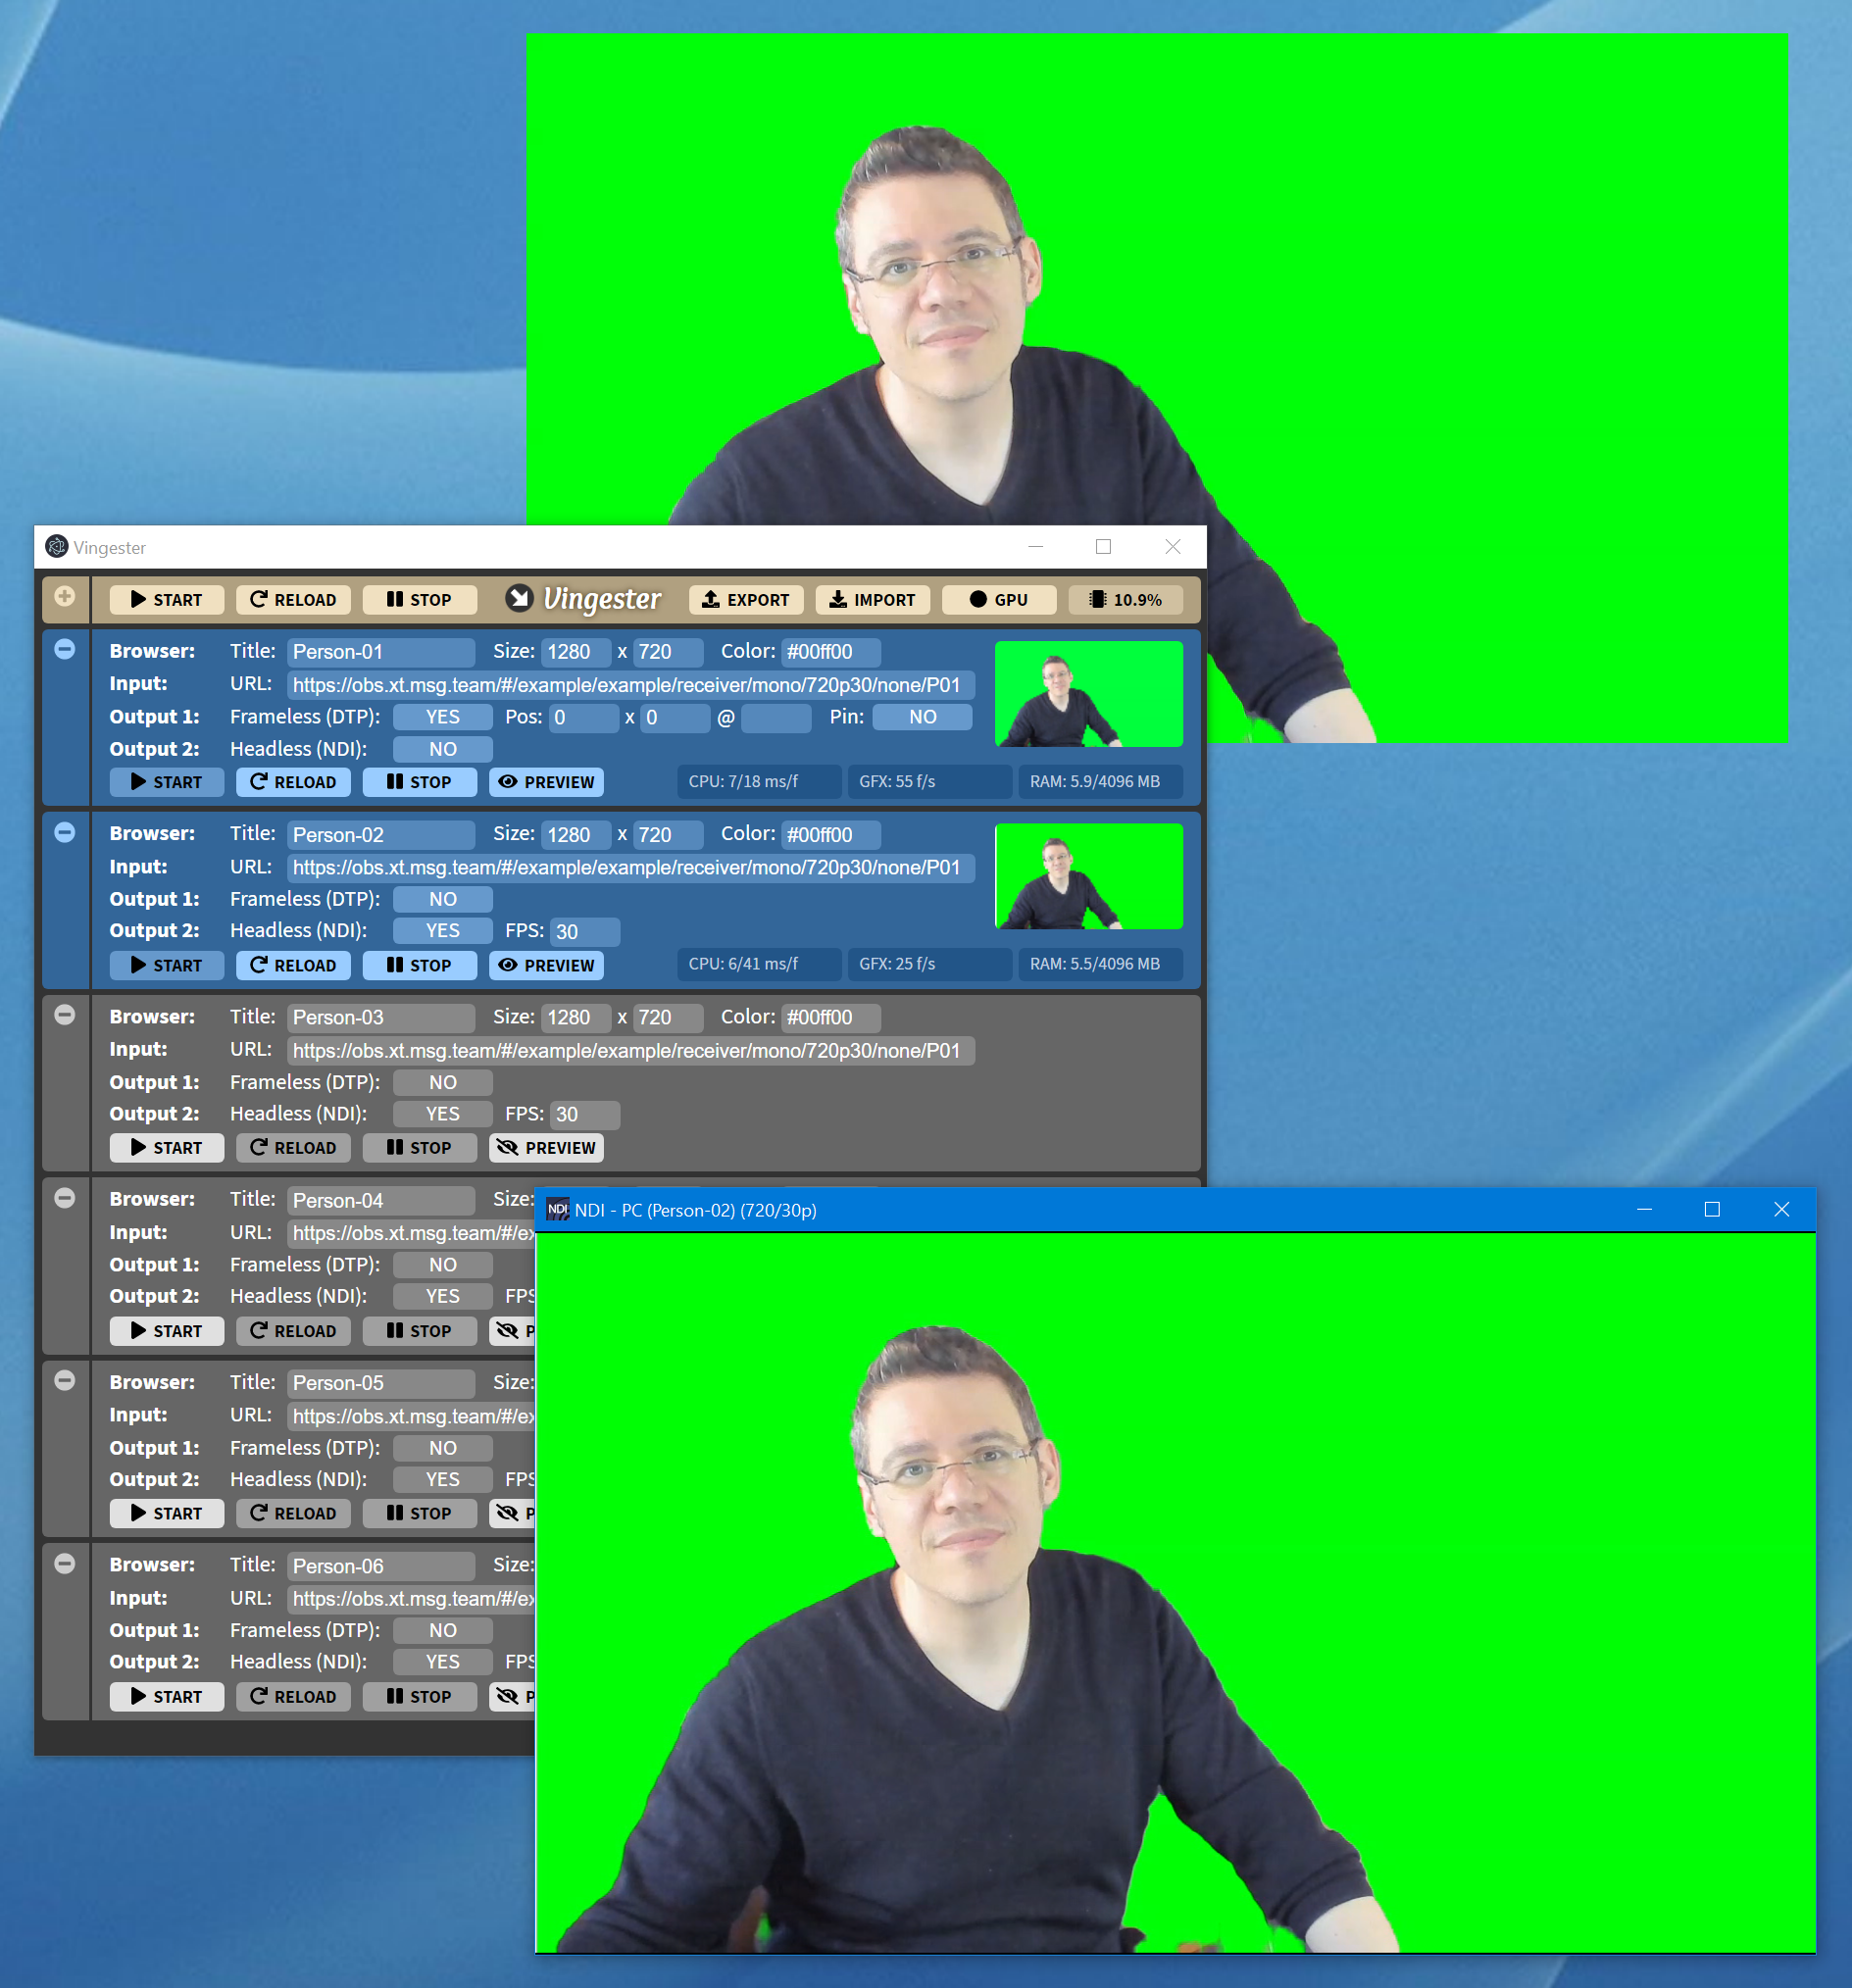 Vingester
START RELOAD STOP Vingester EXPORT IMPORT GPU 10.9%
Browser: Title: Person-01 Size: 1280 x 720 Color: #00ff00
Input: URL: https://obs.xt.msg.team/#/example/example/receiver/mono/720p30/none/P01
Output 1: Frameless (DTP): YES Pos: 0 x 0 @ Pin: NO
Output 2: Headless (NDI): NO
START RELOAD STOP PREVIEW CPU: 7/18 ms/f GFX: 55 f/s RAM: 5.9/4096 MB
Browser: Title: Person-02 Size: 1280 x 720 Color: #00ff00
Input: URL: https://obs.xt.msg.team/#/example/example/receiver/mono/720p30/none/P01
Output 1: Frameless (DTP): NO
Output 2: Headless (NDI): YES FPS: 30
START RELOAD STOP PREVIEW CPU: 6/41 ms/f GFX: 25 f/s RAM: 5.5/4096 MB
Browser: Title: Person-03 Size: 1280 x 720 Color: #00ff00
Input: URL: https://obs.xt.msg.team/#/example/example/receiver/mono/720p30/none/P01
Output 1: Frameless (DTP): NO
Output 2: Headless (NDI): YES FPS: 30
START RELOAD STOP PREVIEW
Browser: Title: Person-04 Size:
Input: URL: https://obs.xt.msg.team/#/ex
Output 1: Frameless (DTP): NO
Output 2: Headless (NDI): YES FPS
START RELOAD STOP P
Browser: Title: Person-05 Size:
Input: URL: https://obs.xt.msg.team/#/ex
Output 1: Frameless (DTP): NO
Output 2: Headless (NDI): YES FPS
START RELOAD STOP P
Browser: Title: Person-06 Size:
Input: URL: https://obs.xt.msg.team/#/ex
Output 1: Frameless (DTP): NO
Output 2: Headless (NDI): YES FPS
START RELOAD STOP P
NDI NDI - PC (Person-02) (720/30p)